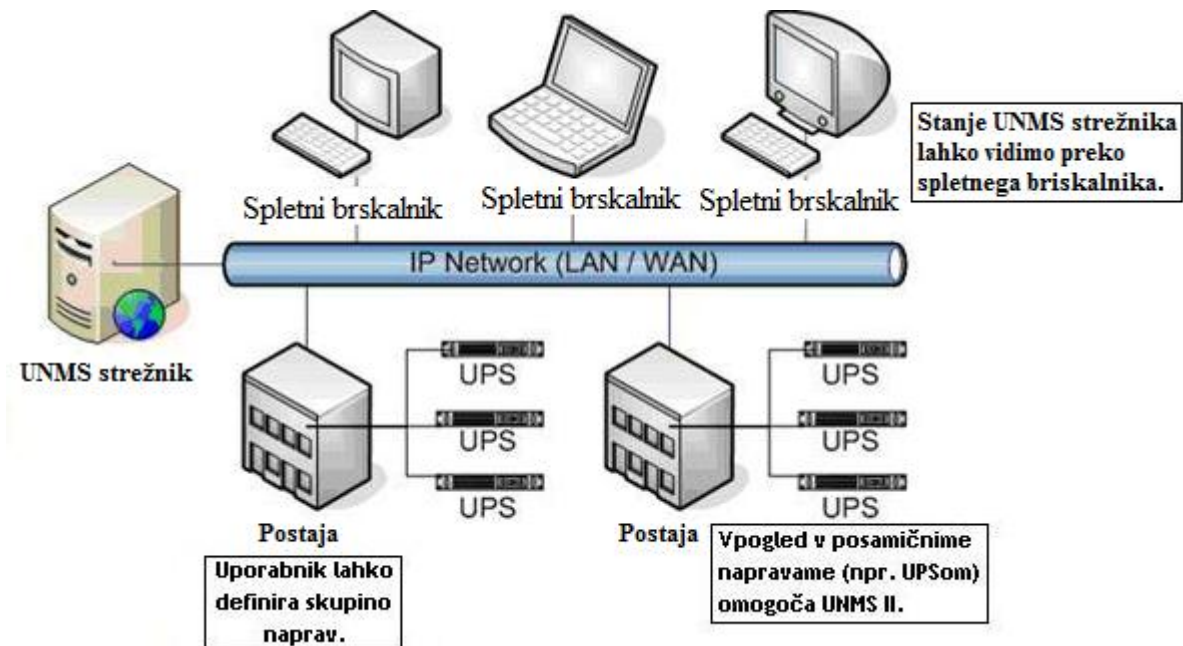 Stanje UNMS strežnika
lahko vidimo preko
spletnega briskalnika.
Spletni brskalnik
Spletni brskalnik
Spletni brskalnik
IP Network (LAN / WAN)
UNMS strežnik
UPS
UPS
UPS
UPS
UPS
UPS
Postaja
Postaja
Uporabnik lahko
definira skupino
naprav.
Vpogled v posamičnime
napravame (npr. UPSom)
omogoča UNMS II.